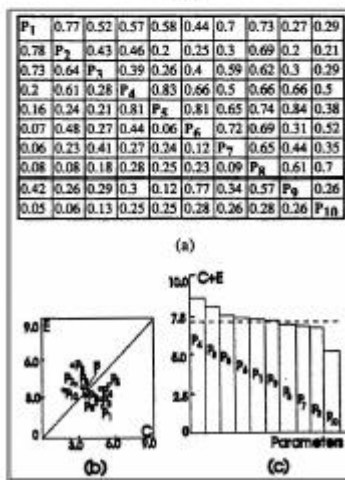 P1 0.77 0.52 0.57 0.58 0.44 0.7 0.73 0.27 0.29
0.78 P2 0.43 0.46 0.2 0.25 0.3 0.69 0.2 0.21
0.73 0.64 P3 0.39 0.26 0.4 0.59 0.62 0.3 0.29
0.2 0.61 0.28 P4 0.83 0.66 0.5 0.66 0.66 0.5
0.16 0.24 0.21 0.81 P5 0.81 0.65 0.74 0.84 0.38
0.07 0.48 0.27 0.44 0.06 P6 0.72 0.69 0.31 0.52
0.06 0.23 0.41 0.27 0.24 0.12 P7 0.65 0.44 0.35
0.08 0.08 0.18 0.28 0.25 0.23 0.09 P8 0.61 0.7
0.42 0.26 0.29 0.3 0.12 0.77 0.34 0.57 P9 0.26
0.05 0.06 0.13 0.25 0.25 0.28 0.26 0.28 0.26 P10
(a)
9.0 E
6.0
3.0
0
3.0 6.0 9.0
C
(b)
10.0 C+E
7.5
5.0
2.5
0
Parameters
(c)